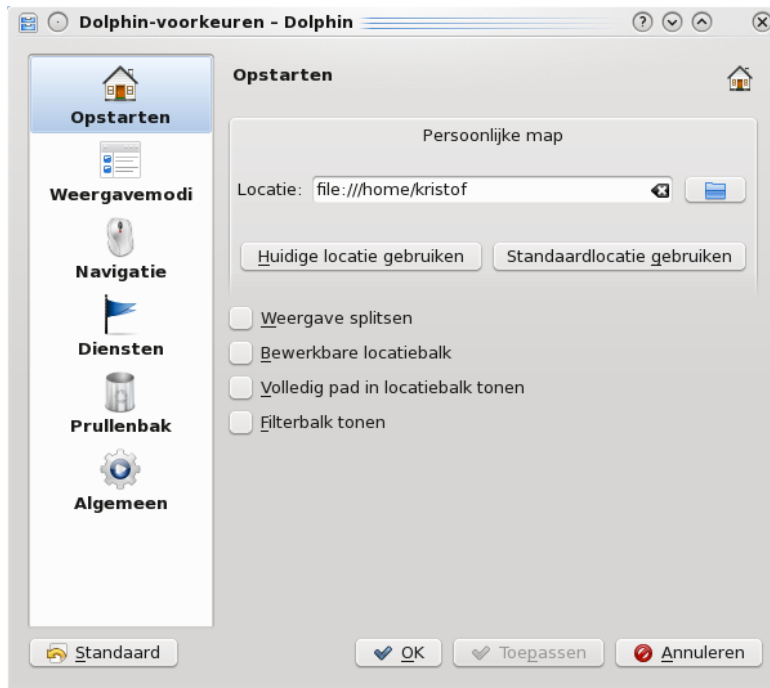 Dolphin-voorkeuren – Dolphin
Opstarten
Weergavemodi
Navigatie
Diensten
Prullenbak
Algemeen
Opstarten
Persoonlijke map
Locatie: file:///home/kristof
Huidige locatie gebruiken Standaardlocatie gebruiken
Weergave splitsen
Bewerkbare locatiebalk
Volledig pad in locatiebalk tonen
Filterbalk tonen
Standaard OK Toepassen Annuleren